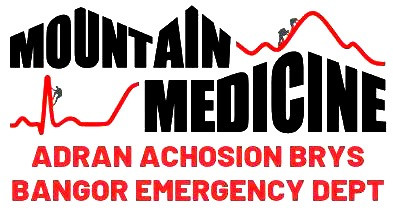 MOUNTAIN
MEDICINE
ADRAN ACHOSION BRYS
BANGOR EMERGENCY DEPT